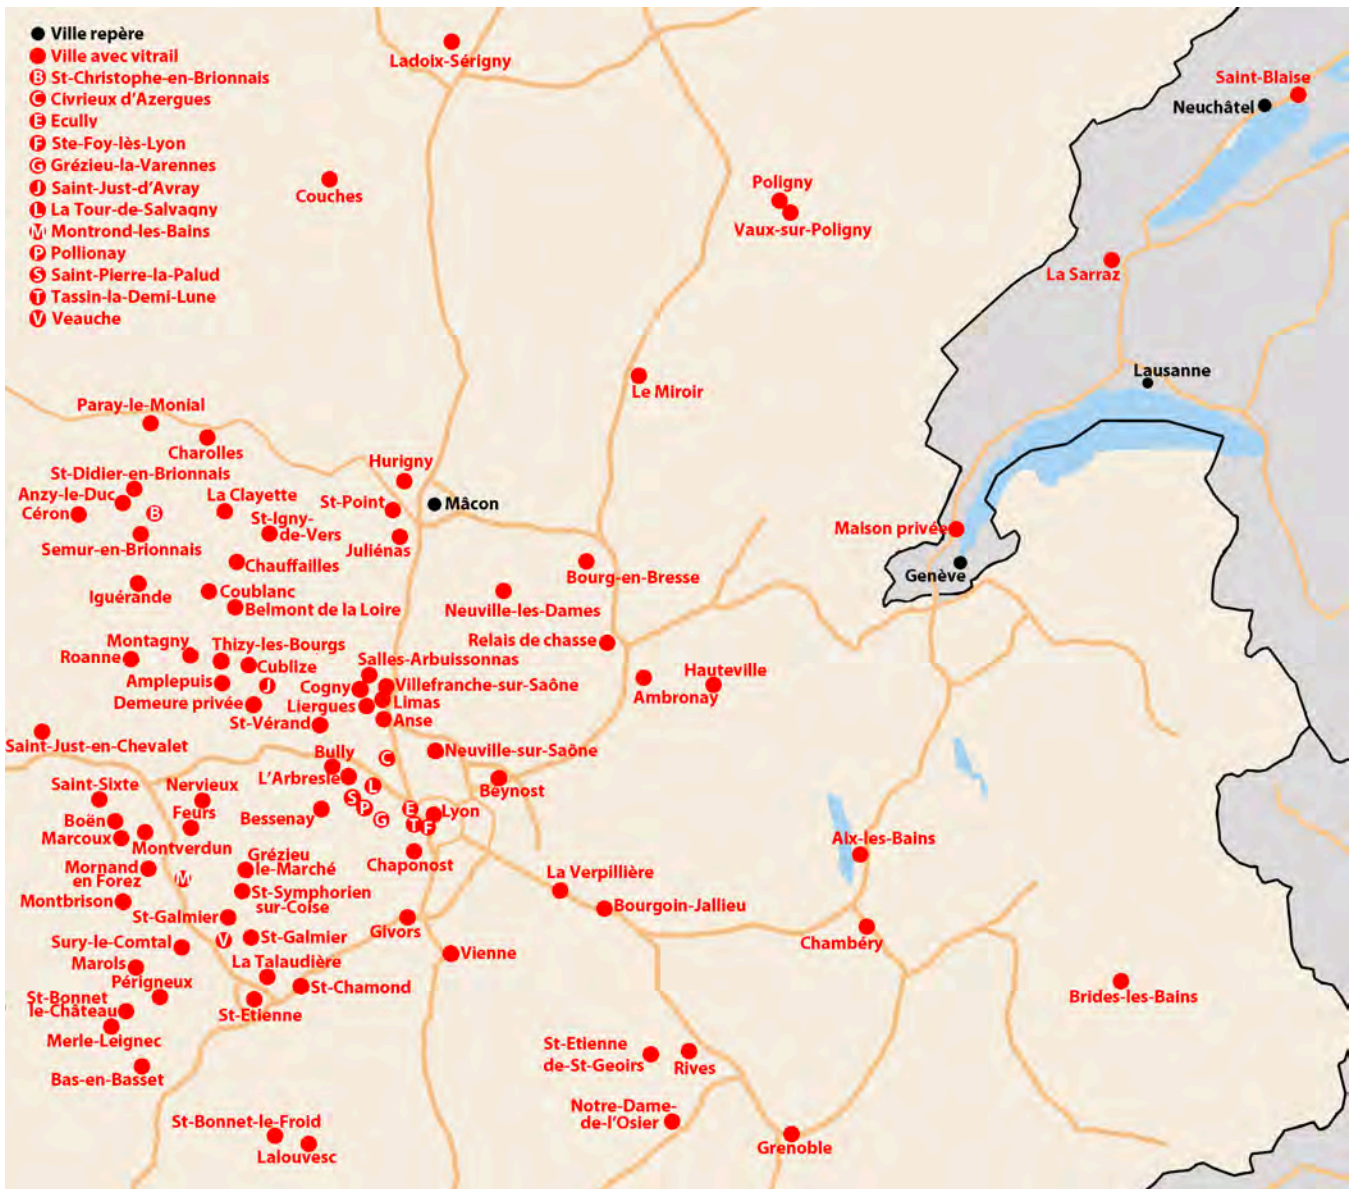 Ville repère
Ville avec vitrail
B St-Christophe-en-Brionnais
C Civrieux d'Azergues
E Ecully
F Ste-Foy-lès-Lyon
G Grézieu-la-Varennes
J Saint-Just-d'Avray
L La Tour-de-Salvagny
M Montrond-les-Bains
P Pollionay
S Saint-Pierre-la-Palud
T Tassin-la-Demi-Lune
V Veauche
Ladoix-Sérigny
Saint-Blaise
Neuchâtel
Couches
Poligny
Vaux-sur-Poligny
La Sarraz
Lausanne
Le Miroir
Paray-le-Monial
Charolles
Hurigny
St-Didier-en-Brionnais
Anzy-le-Duc
La Clayette
St-Point
Mâcon
Céron
B
St-Igny-
de-Vers
Maison privée
Semur-en-Brionnais
Juliénas
Chauffailles
Bourg-en-Bresse
Genève
Iguérande
Coublanc
Belmont de la Loire
Neuville-les-Dames
Montagny
Thizy-les-Bourgs
Relais de chasse
Roanne
Cublize
Salles-Arbuissonnas
Hauteville
Amplepuis
J
Cogny
Villefranche-sur-Saône
Ambronay
Demeure privée
Liergues
Limas
St-Vérand
Anse
Saint-Just-en-Chevalet
Bully
C
Neuville-sur-Saône
L'Arbresle
L
Beynost
Saint-Sixte
Nervieux
S
P
E
Feurs
Bessenay
G
T
F
Lyon
Boën
Marcoux
Montverdun
Aix-les-Bains
Chaponost
Grézieu
le-Marché
Mornand
en Forez
M
La Verpillière
St-Symphorien
sur-Coise
Montbrison
Bourgoin-Jallieu
St-Galmier
Givors
Chambéry
V
St-Galmier
Sury-le-Comtal
Vienne
Marols
La Talaudière
Périgneux
St-Chamond
Brides-les-Bains
St-Bonnet
le-Château
St-Etienne
Merle-Leignec
St-Etienne
de-St-Geoirs
Rives
Bas-en-Basset
Notre-Dame-
de-l'Osier
St-Bonnet-le-Froid
Grenoble
Lalouvesc